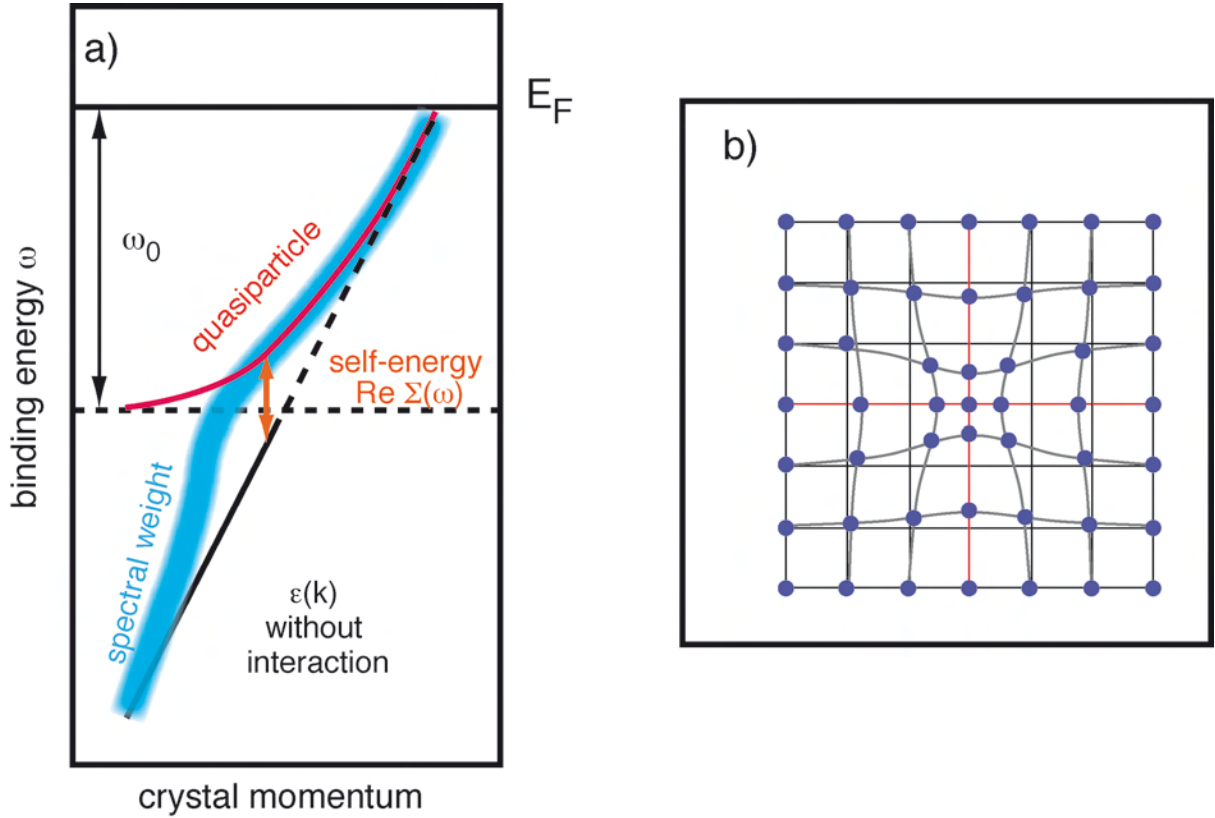 a)
E_F
b)
ω₀
quasiparticle
binding energy ω
self-energy
Re Σ(ω)
spectral weight
ε(k)
without
interaction
crystal momentum